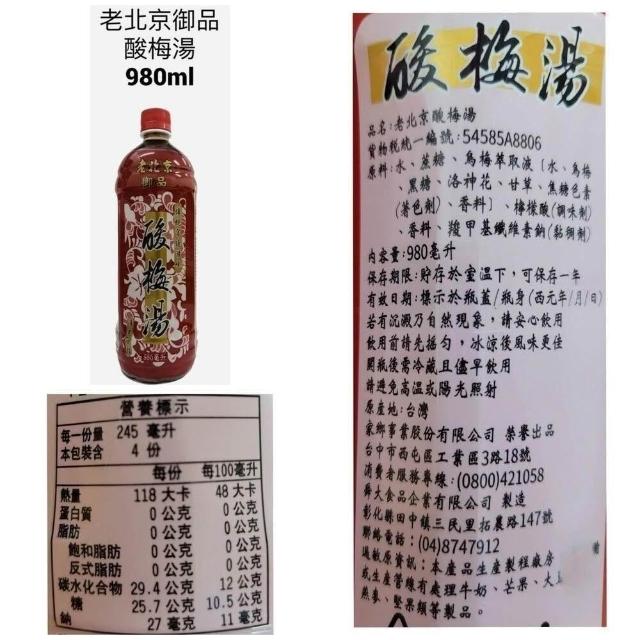 老北京御品
酸梅湯
980ml
老北京
御品
酸梅湯
980毫升
酸梅湯
品名:老北京酸梅湯
貨物稅統一編號:54585A8806
原料:水、蔗糖、烏梅萃取液〔水、烏梅
、黑糖、洛神花、甘草、焦糖色素
(著色劑)、香料〕、檸檬酸(調味劑)
、香料、羧甲基纖維素鈉(黏稠劑)
內容量:980毫升
保存期限:貯存於室溫下,可保存一年
有效日期:標示於瓶蓋/瓶身(西元年/月/日)
若有沉澱乃自然現象,請安心飲用
飲用前請先搖勻,冰涼後風味更佳
開瓶後需冷藏且儘早飲用
請避免高溫或陽光照射
原產地:台灣
家鄉事業股份有限公司 榮譽出品
台中市西屯區工業區3路18號
消費者服務專線:(0800)421058
舜大食品企業有限公司 製造
彰化縣田中鎮三民里拓農路147號
聯絡電話:(04)8747912
過敏原資訊:本產品生產製程廠房
或生產管線有處理牛奶、芒果、大
燕麥、堅果類等製品。
營養標示
每一份量 245 毫升
本包裝含 4 份
每份 每100毫升
熱量 118 大卡 48 大卡
蛋白質 0 公克 0 公克
脂肪 0 公克 0 公克
飽和脂肪 0 公克 0 公克
反式脂肪 0 公克 0 公克
碳水化合物 29.4 公克 12 公克
糖 25.7 公克 10.5 公克
鈉 27 毫克 11 毫克